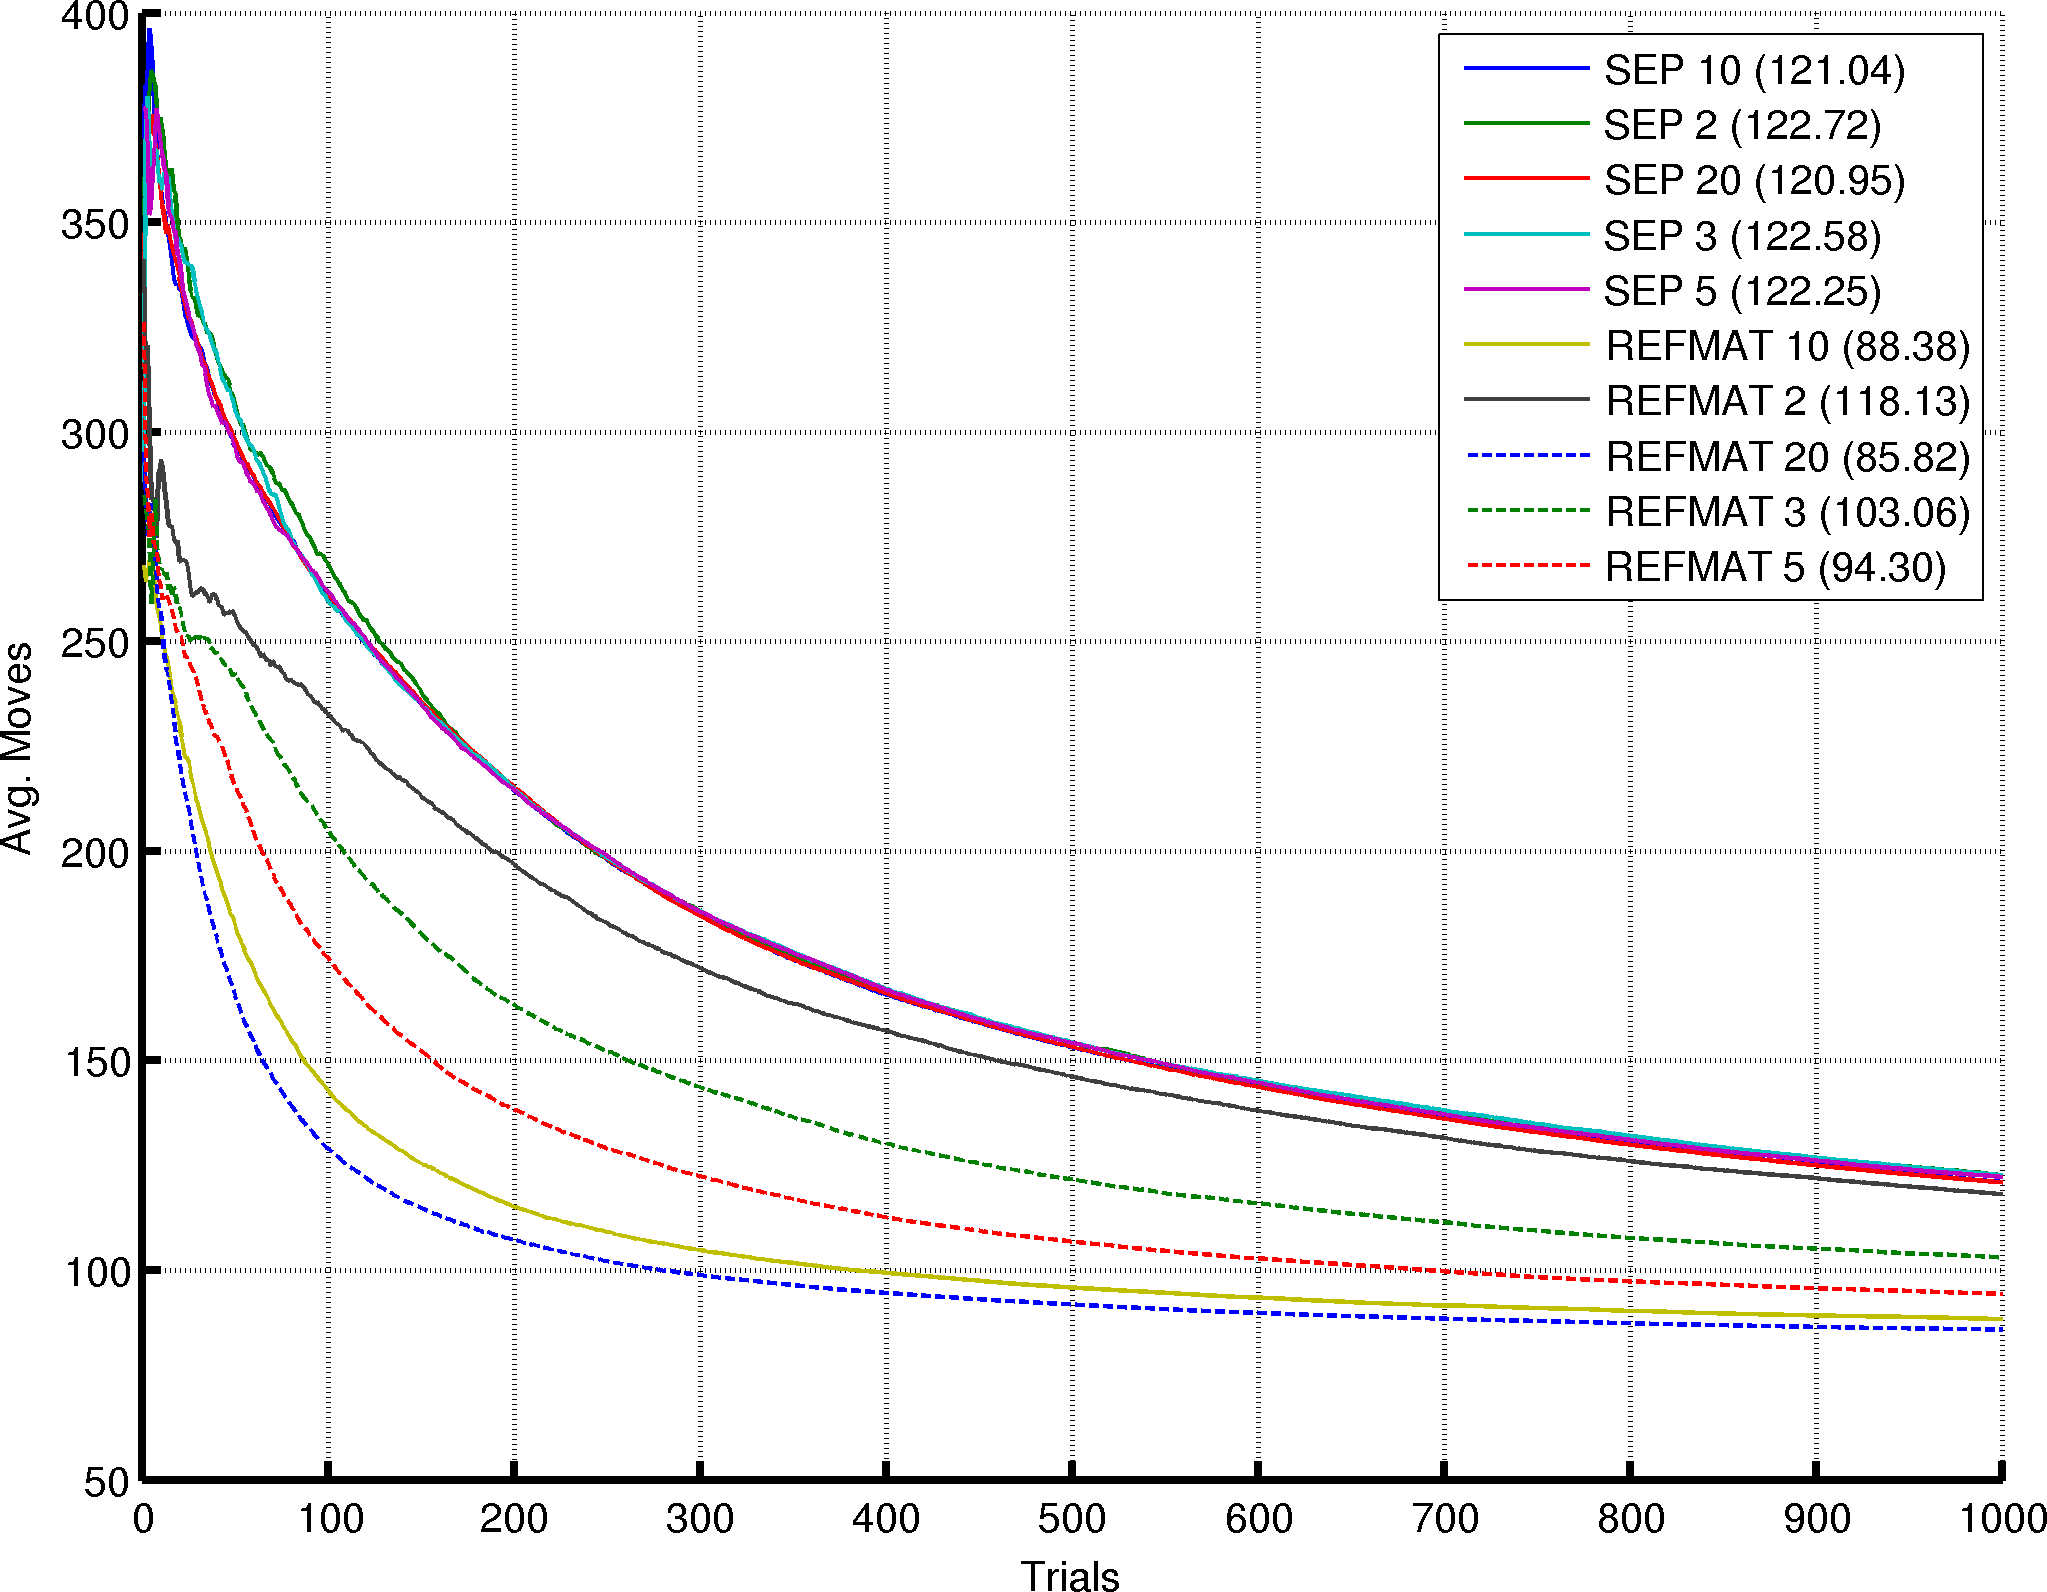 400
350
300
250
200
150
100
50
Avg. Moves
SEP 10 (121.04)
SEP 2 (122.72)
SEP 20 (120.95)
SEP 3 (122.58)
SEP 5 (122.25)
REFMAT 10 (88.38)
REFMAT 2 (118.13)
REFMAT 20 (85.82)
REFMAT 3 (103.06)
REFMAT 5 (94.30)
0 100 200 300 400 500 600 700 800 900 1000
Trials